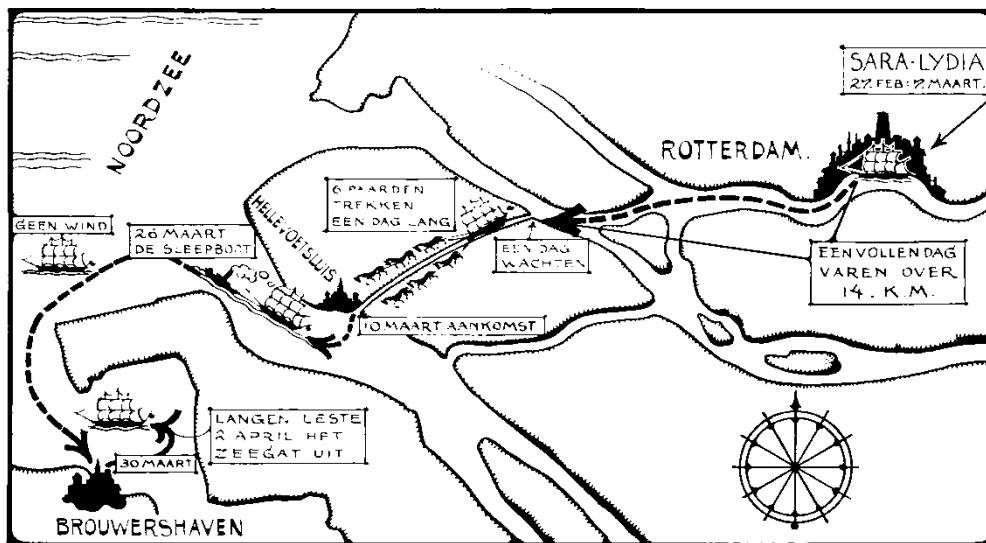 NOORDZEE
SARA-LYDIA
27 FEB: 7 MAART.
ROTTERDAM.
6 PAARDEN
TREKKEN
EEN DAG LANG
HELLEVOETSLUIS
GEEN WIND
26 MAART
DE SLEEPBOOT
EEN DAG
WACHTEN
EEN VOLLEN DAG
VAREN OVER
14. K.M.
10 MAART AANKOMST
LANGEN LESTE
2 APRIL HET
ZEEGAT UIT
30 MAART
BROUWERSHAVEN